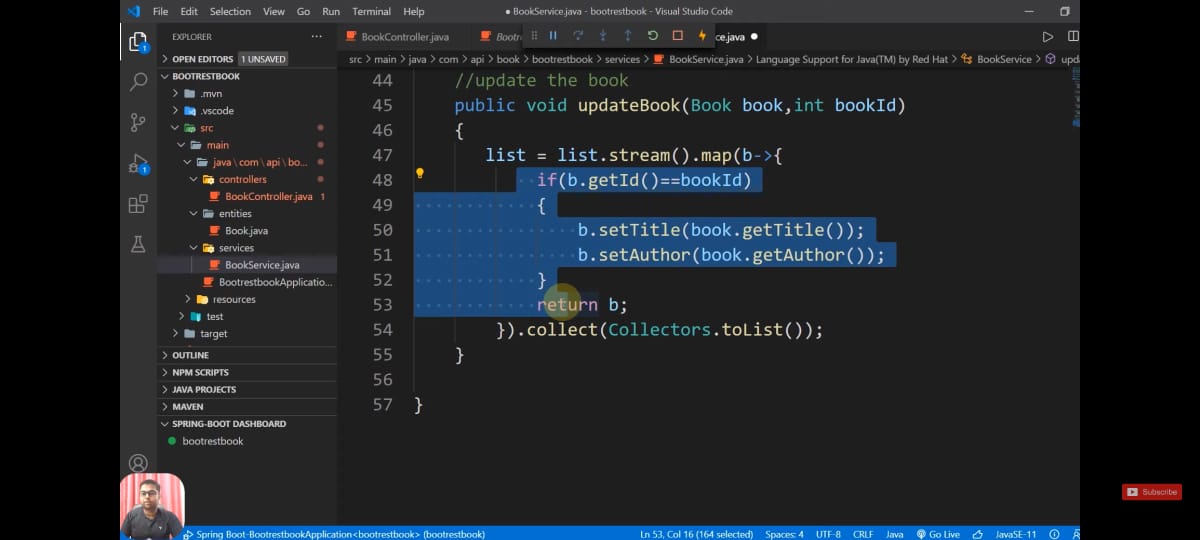 File Edit Selection View Go Run Terminal Help
● BookService.java - bootrestbook - Visual Studio Code
EXPLORER
BookController.java
ce.java ●
OPEN EDITORS 1 UNSAVED
src > main > java > com > api > book > bootrestbook > services > BookService.java > Language Support for Java(TM) by Red Hat > BookService >
BOOTRESTBOOK
.mvn
.vscode
src
main
java \ com \ api \ bo...
controllers
BookController.java 1
entities
Book.java
services
BookService.java
BootrestbookApplicatio...
resources
test
target
OUTLINE
NPM SCRIPTS
JAVA PROJECTS
MAVEN
SPRING-BOOT DASHBOARD
bootrestbook
44 //update the book
45 public void updateBook(Book book,int bookId)
46 {
47 list = list.stream().map(b->{
48 if(b.getId()==bookId)
49 {
50 b.setTitle(book.getTitle());
51 b.setAuthor(book.getAuthor());
52 }
53 return b;
54 }).collect(Collectors.toList());
55 }
56
57 }
Subscribe
Spring Boot-BootrestbookApplication<bootrestbook> (bootrestbook)
Ln 53, Col 16 (164 selected) Spaces: 4 UTF-8 CRLF Java Go Live JavaSE-11